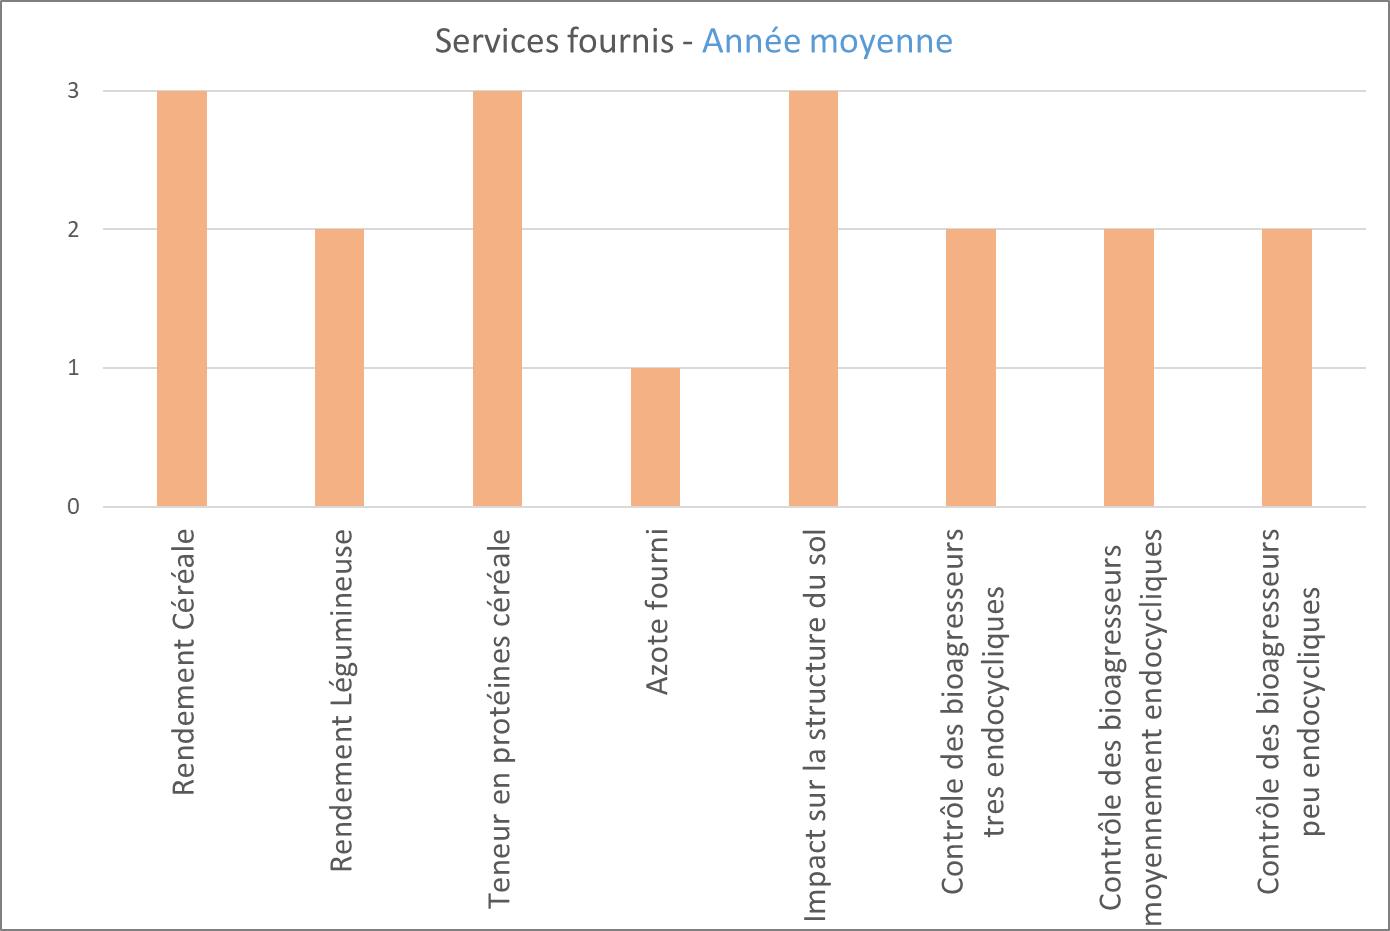 Services fournis - Année moyenne
3
2
1
0
Rendement Céréale
Rendement Légumineuse
Teneur en protéines céréale
Azote fourni
Impact sur la structure du sol
Contrôle des bioagresseurs
tres endocycliques
Contrôle des bioagresseurs
moyennement endocycliques
Contrôle des bioagresseurs
peu endocycliques